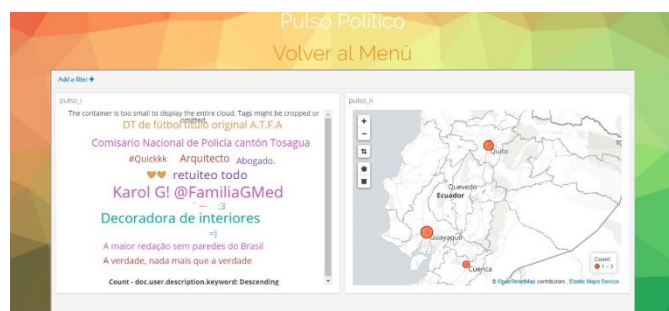 Pulso Político
Volver al Menú
Add a filter +
pulso_i
The container is too small to display the entire cloud. Tags might be cropped or
omitted.
DT de fútbol titulo original A.T.F.A
Comisario Nacional de Policía cantón Tosagua
#Quickkk Arquitecto Abogado.
retuiteo todo
Karol G! @FamiliaGMed
... :3
Decoradora de interiores
=)
A maior redação sem paredes do Brasil
A verdade, nada mais que a verdade
Count - doc.user.description.keyword: Descending
pulso_ii
+
−
Quito
Quevedo
Ecuador
Guayaquil
Cuenca
Count
1 – 3
© OpenStreetMap contributors , Elastic Maps Service